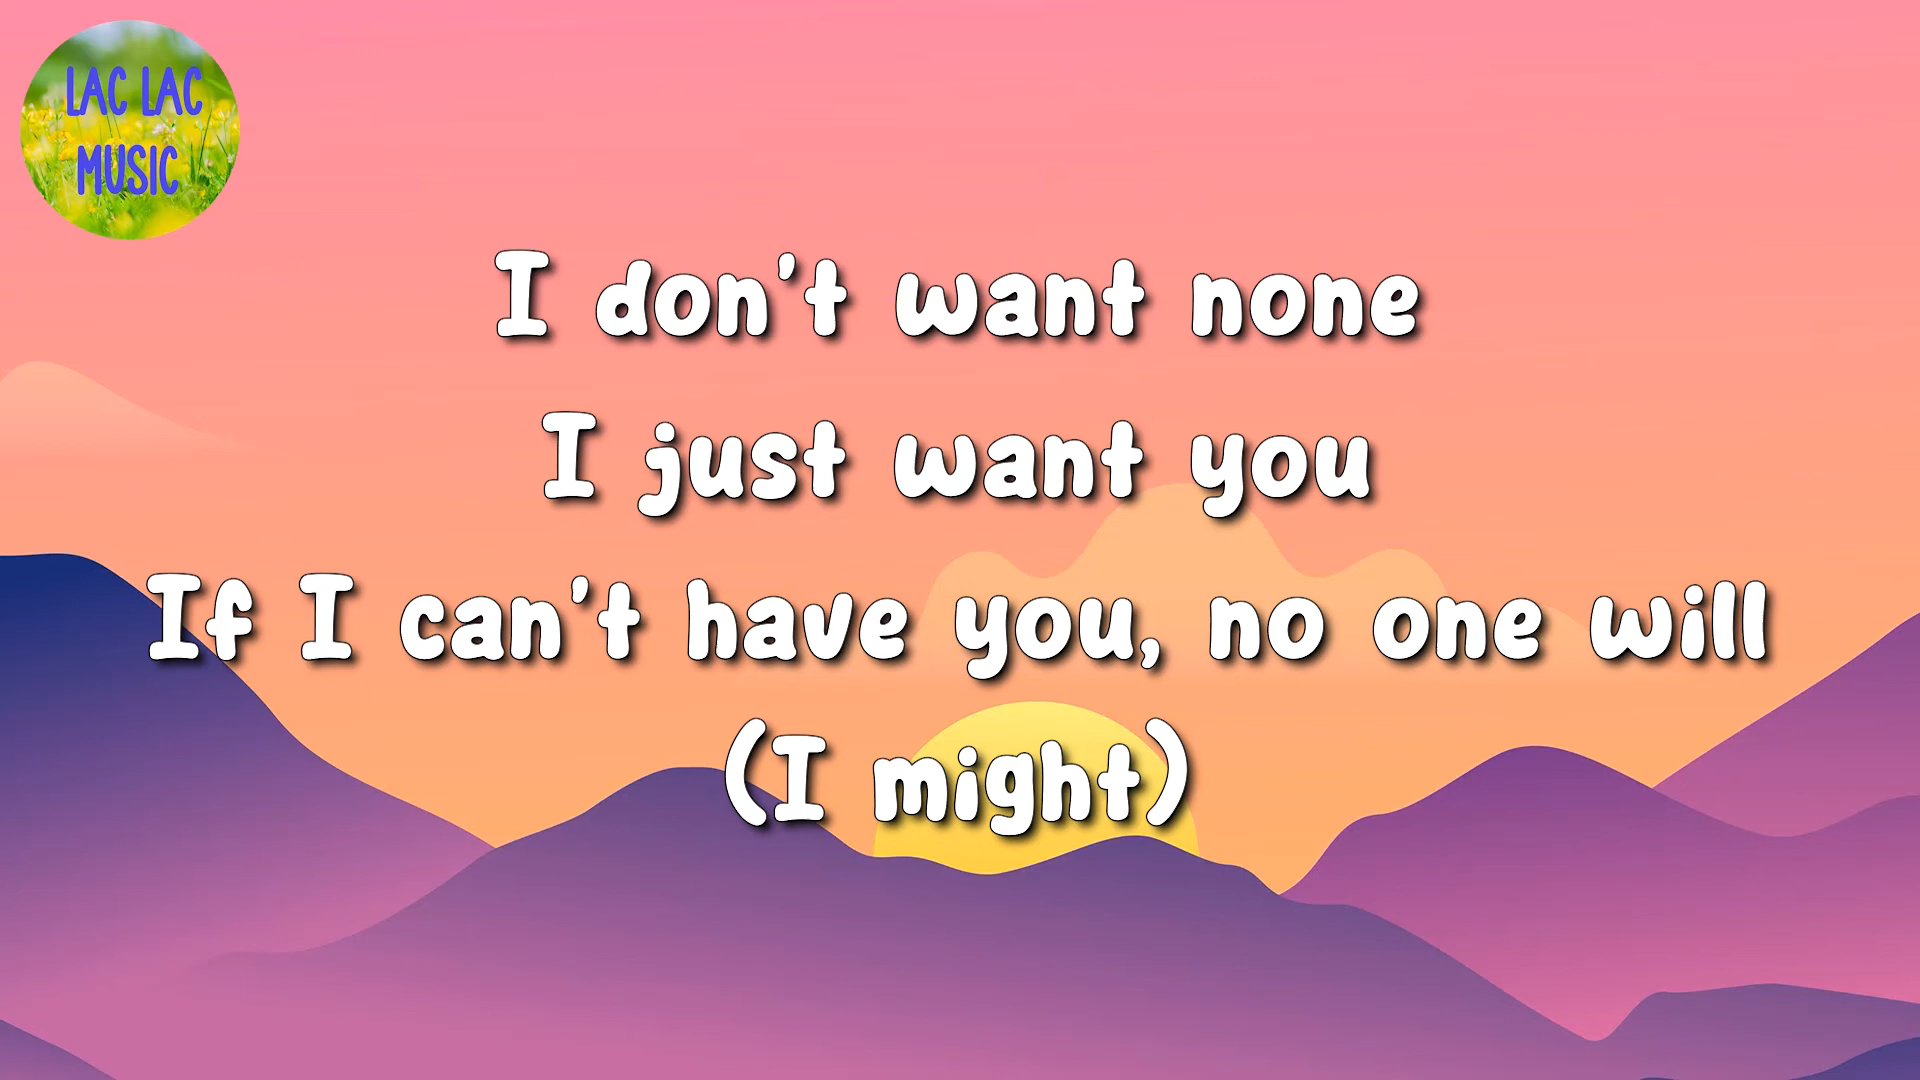 LAC LAC
MUSIC
I don't want none
I just want you
If I can't have you, no one will
(I might)